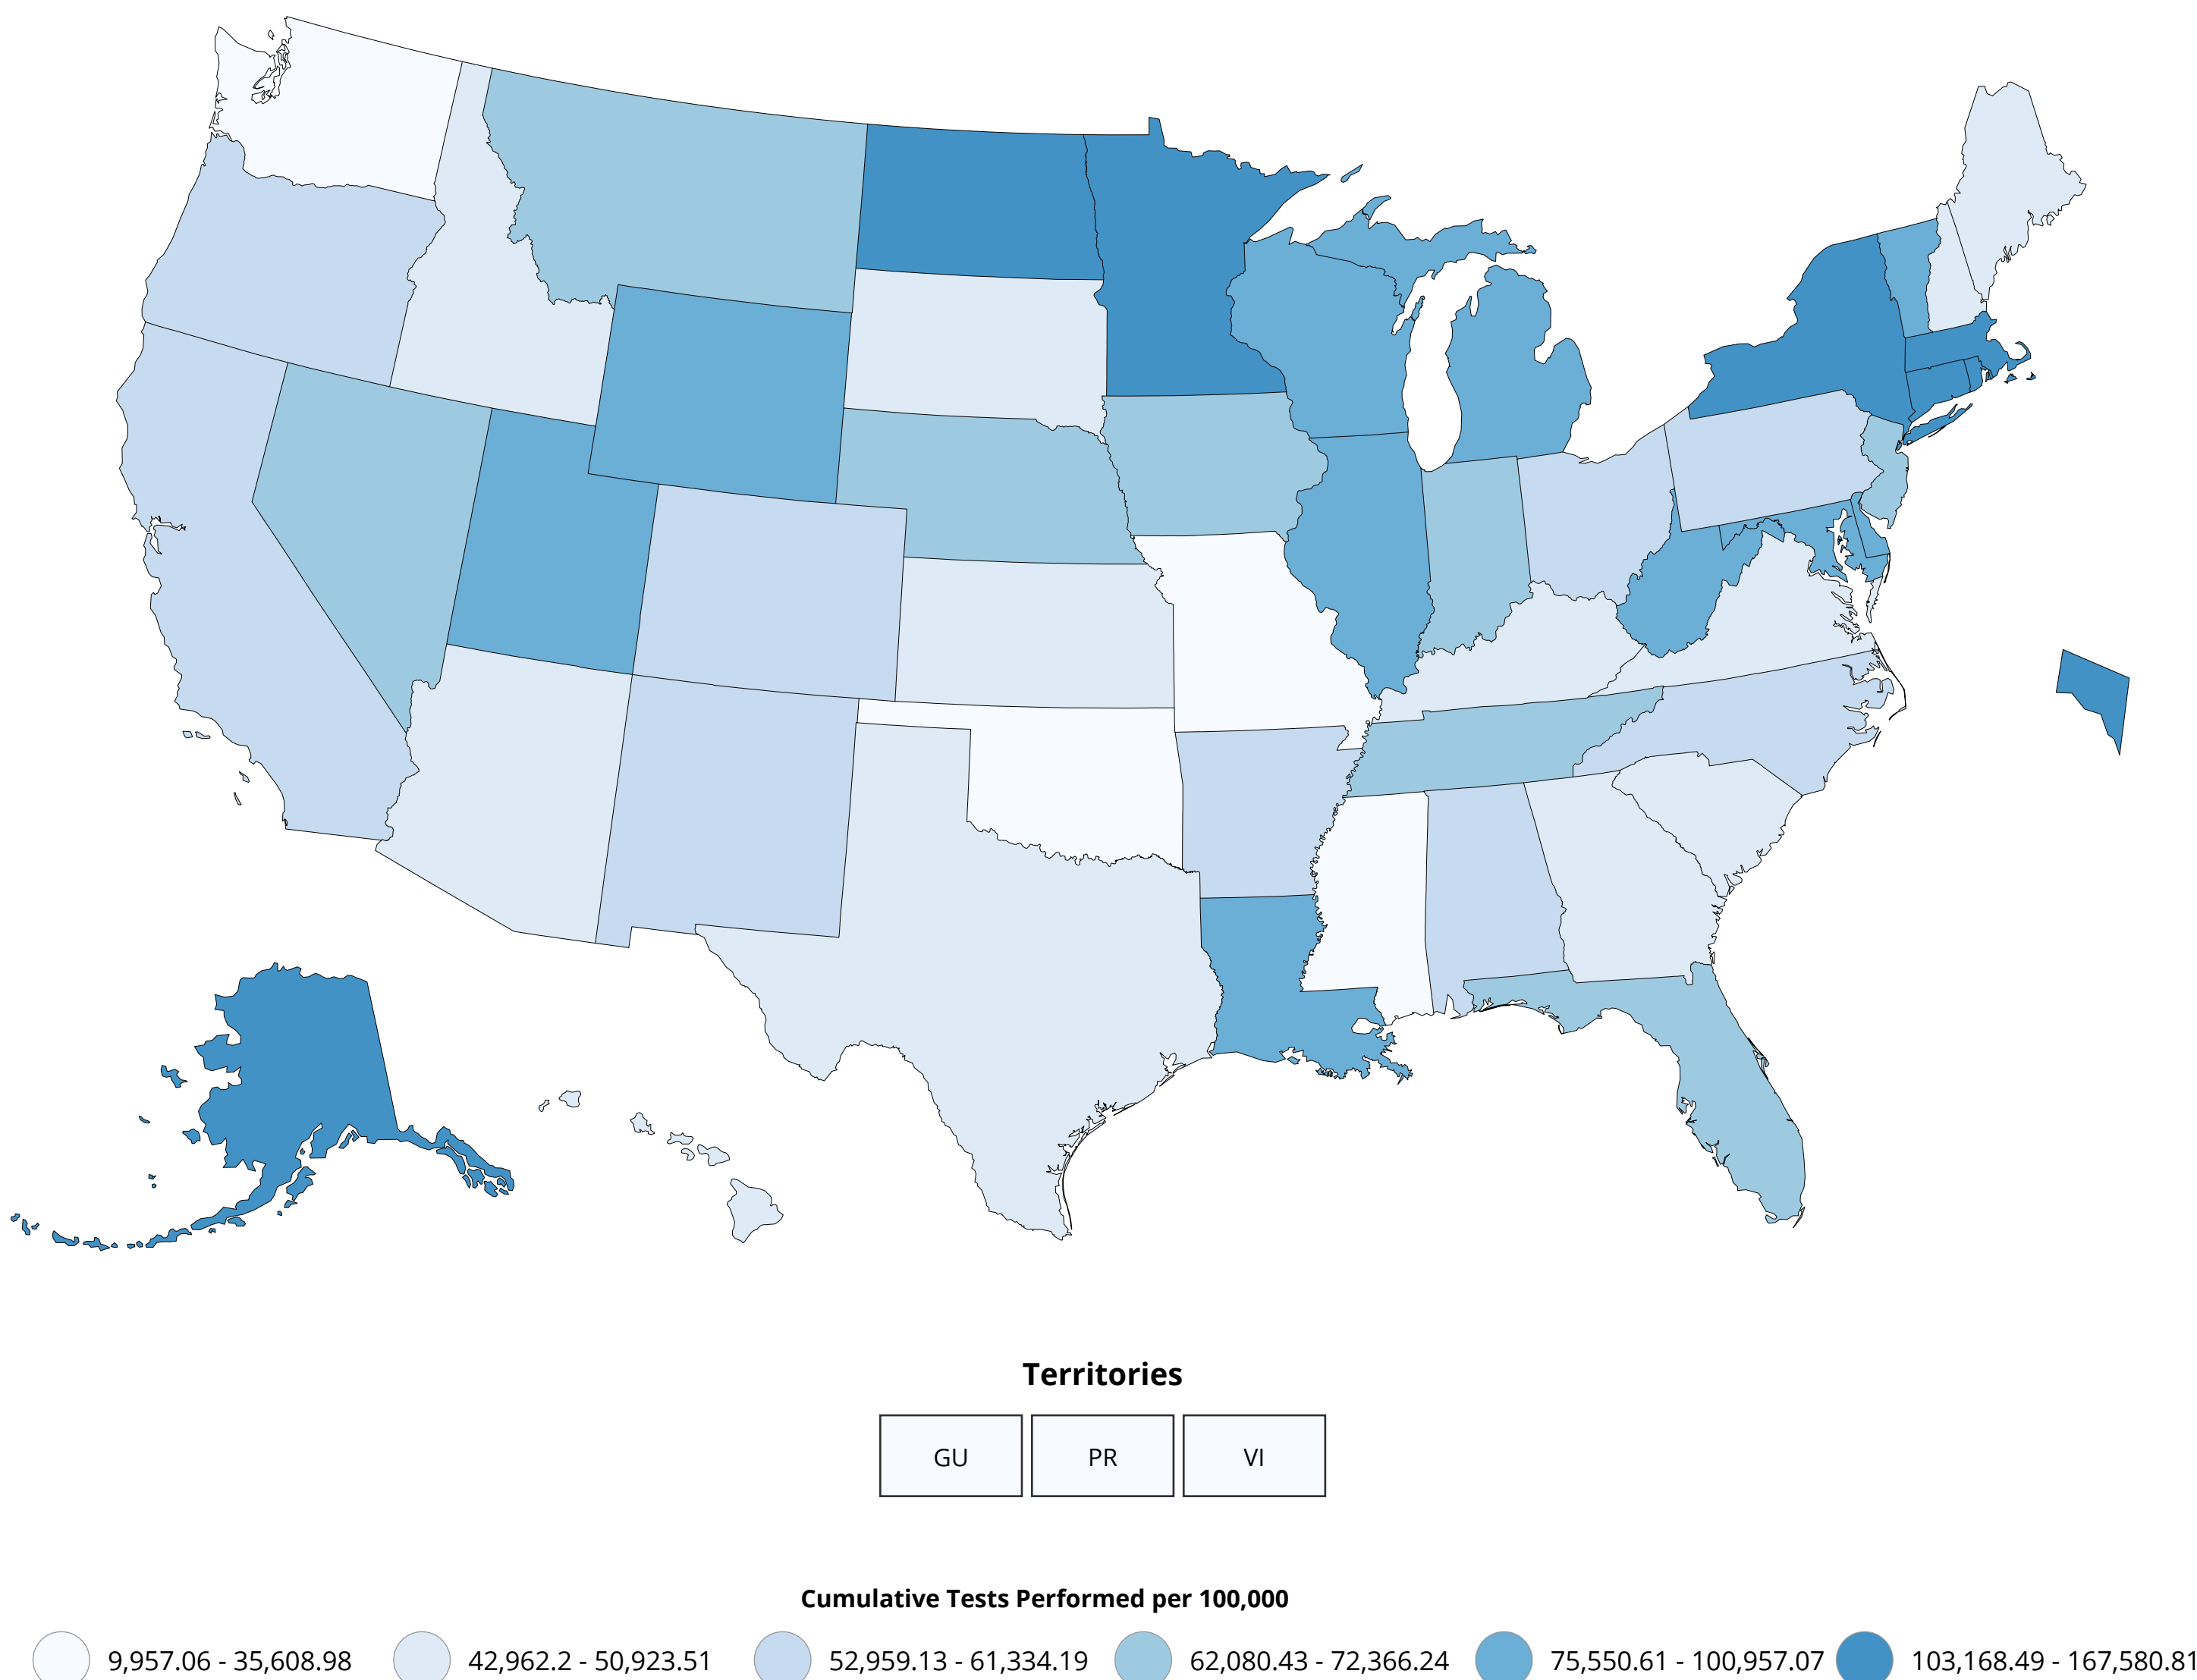 Territories
GU PR VI
Cumulative Tests Performed per 100,000
9,957.06 - 35,608.98 42,962.2 - 50,923.51 52,959.13 - 61,334.19 62,080.43 - 72,366.24 75,550.61 - 100,957.07 103,168.49 - 167,580.81